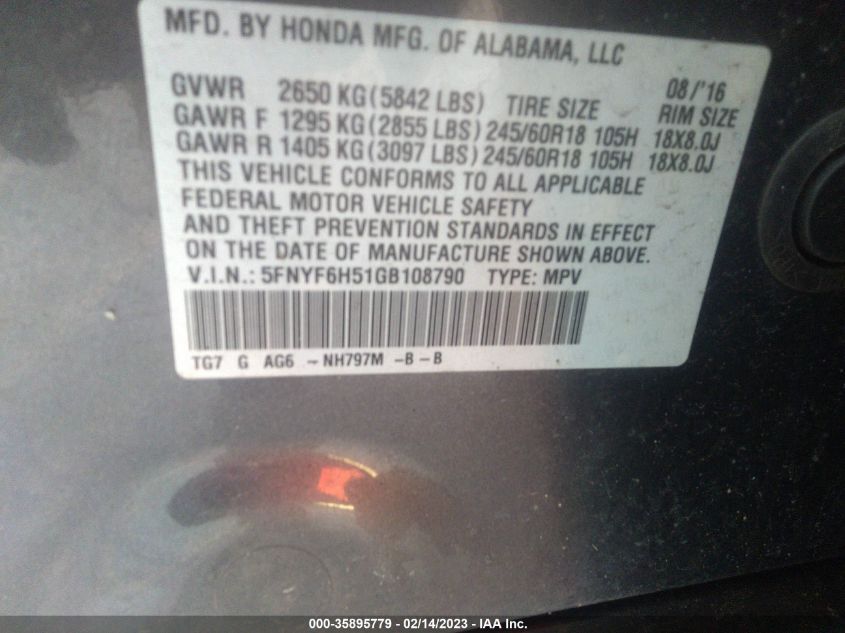 MFD. BY HONDA MFG. OF ALABAMA, LLC
08/'16
GVWR 2650 KG(5842 LBS) TIRE SIZE RIM SIZE
GAWR F 1295 KG(2855 LBS) 245/60R18 105H 18X8.0J
GAWR R 1405 KG(3097 LBS) 245/60R18 105H 18X8.0J
THIS VEHICLE CONFORMS TO ALL APPLICABLE
FEDERAL MOTOR VEHICLE SAFETY
AND THEFT PREVENTION STANDARDS IN EFFECT
ON THE DATE OF MANUFACTURE SHOWN ABOVE.
V.I.N.: 5FNYF6H51GB108790 TYPE: MPV
TG7 G AG6 -NH797M -B-B
000-35895779 - 02/14/2023 - IAA Inc.